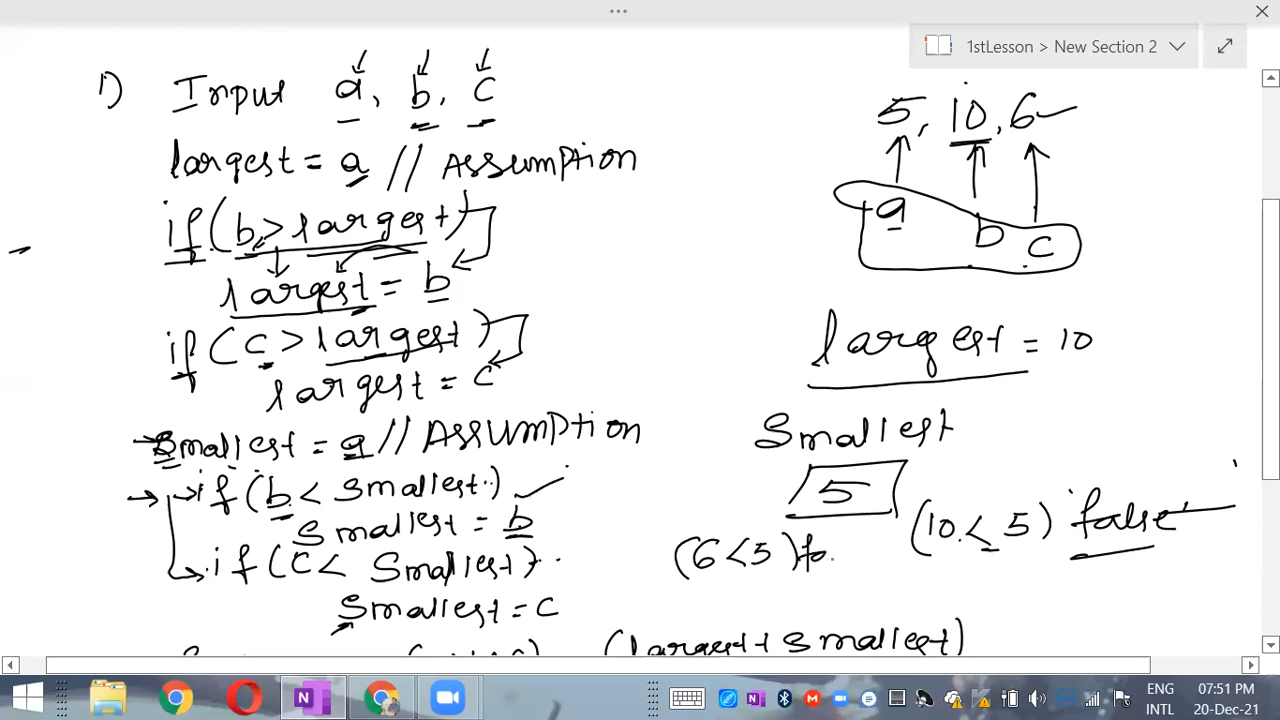 1stLesson > New Section 2
1) Input a, b, c
largest = a // Assumption
if (b > largest)
largest = b
if (c > largest)
largest = c
Smallest = a // Assumption
if (b < Smallest)
Smallest = b
if (c < Smallest)
Smallest = c
5, 10, 6
a b c
largest = 10
Smallest
5
(10 < 5) false
(6 < 5) fa
(largest + Smallest)
ENG 07:51 PM
INTL 20-Dec-21